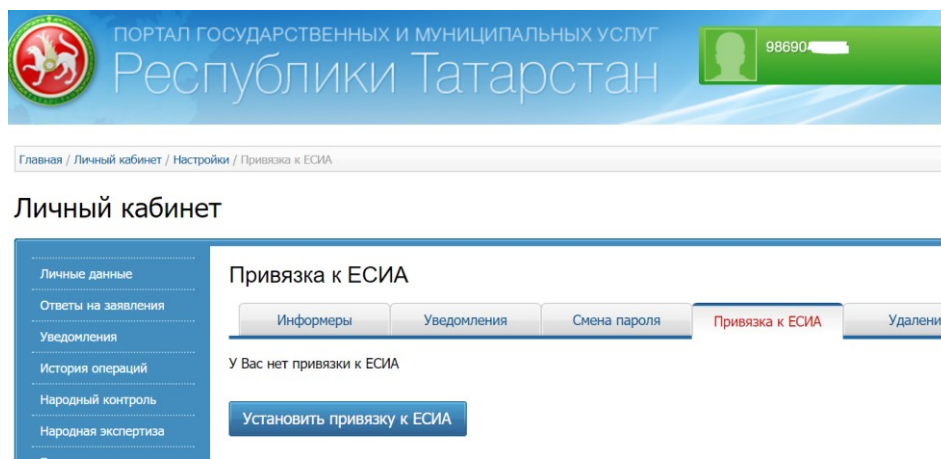 ПОРТАЛ ГОСУДАРСТВЕННЫХ И МУНИЦИПАЛЬНЫХ УСЛУГ
Республики Татарстан
98690
Главная / Личный кабинет / Настройки / Привязка к ЕСИА
Личный кабинет
Личные данные
Ответы на заявления
Уведомления
История операций
Народный контроль
Народная экспертиза
Привязка к ЕСИА
Информеры Уведомления Смена пароля Привязка к ЕСИА Удалени
У Вас нет привязки к ЕСИА
Установить привязку к ЕСИА